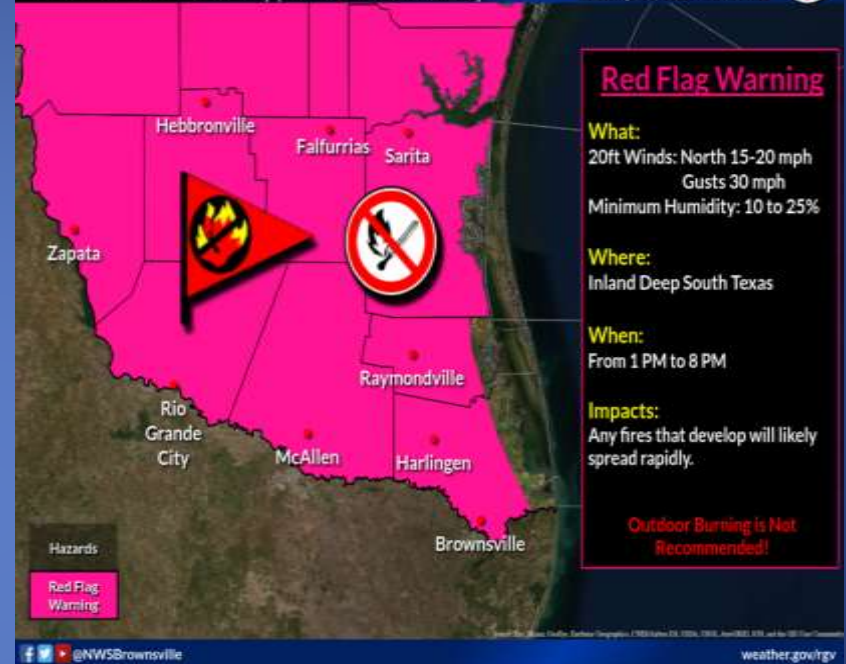 Hebbronville
Falfurrias
Sarita
Zapata
Raymondville
Rio
Grande
City
McAllen
Harlingen
Brownsville
Hazards
Red Flag
Warning
Red Flag Warning
What:
20ft Winds: North 15-20 mph
Gusts 30 mph
Minimum Humidity: 10 to 25%
Where:
Inland Deep South Texas
When:
From 1 PM to 8 PM
Impacts:
Any fires that develop will likely
spread rapidly.
Outdoor Burning is Not
Recommended!
@NWSBrownsville
weather.gov/rgv